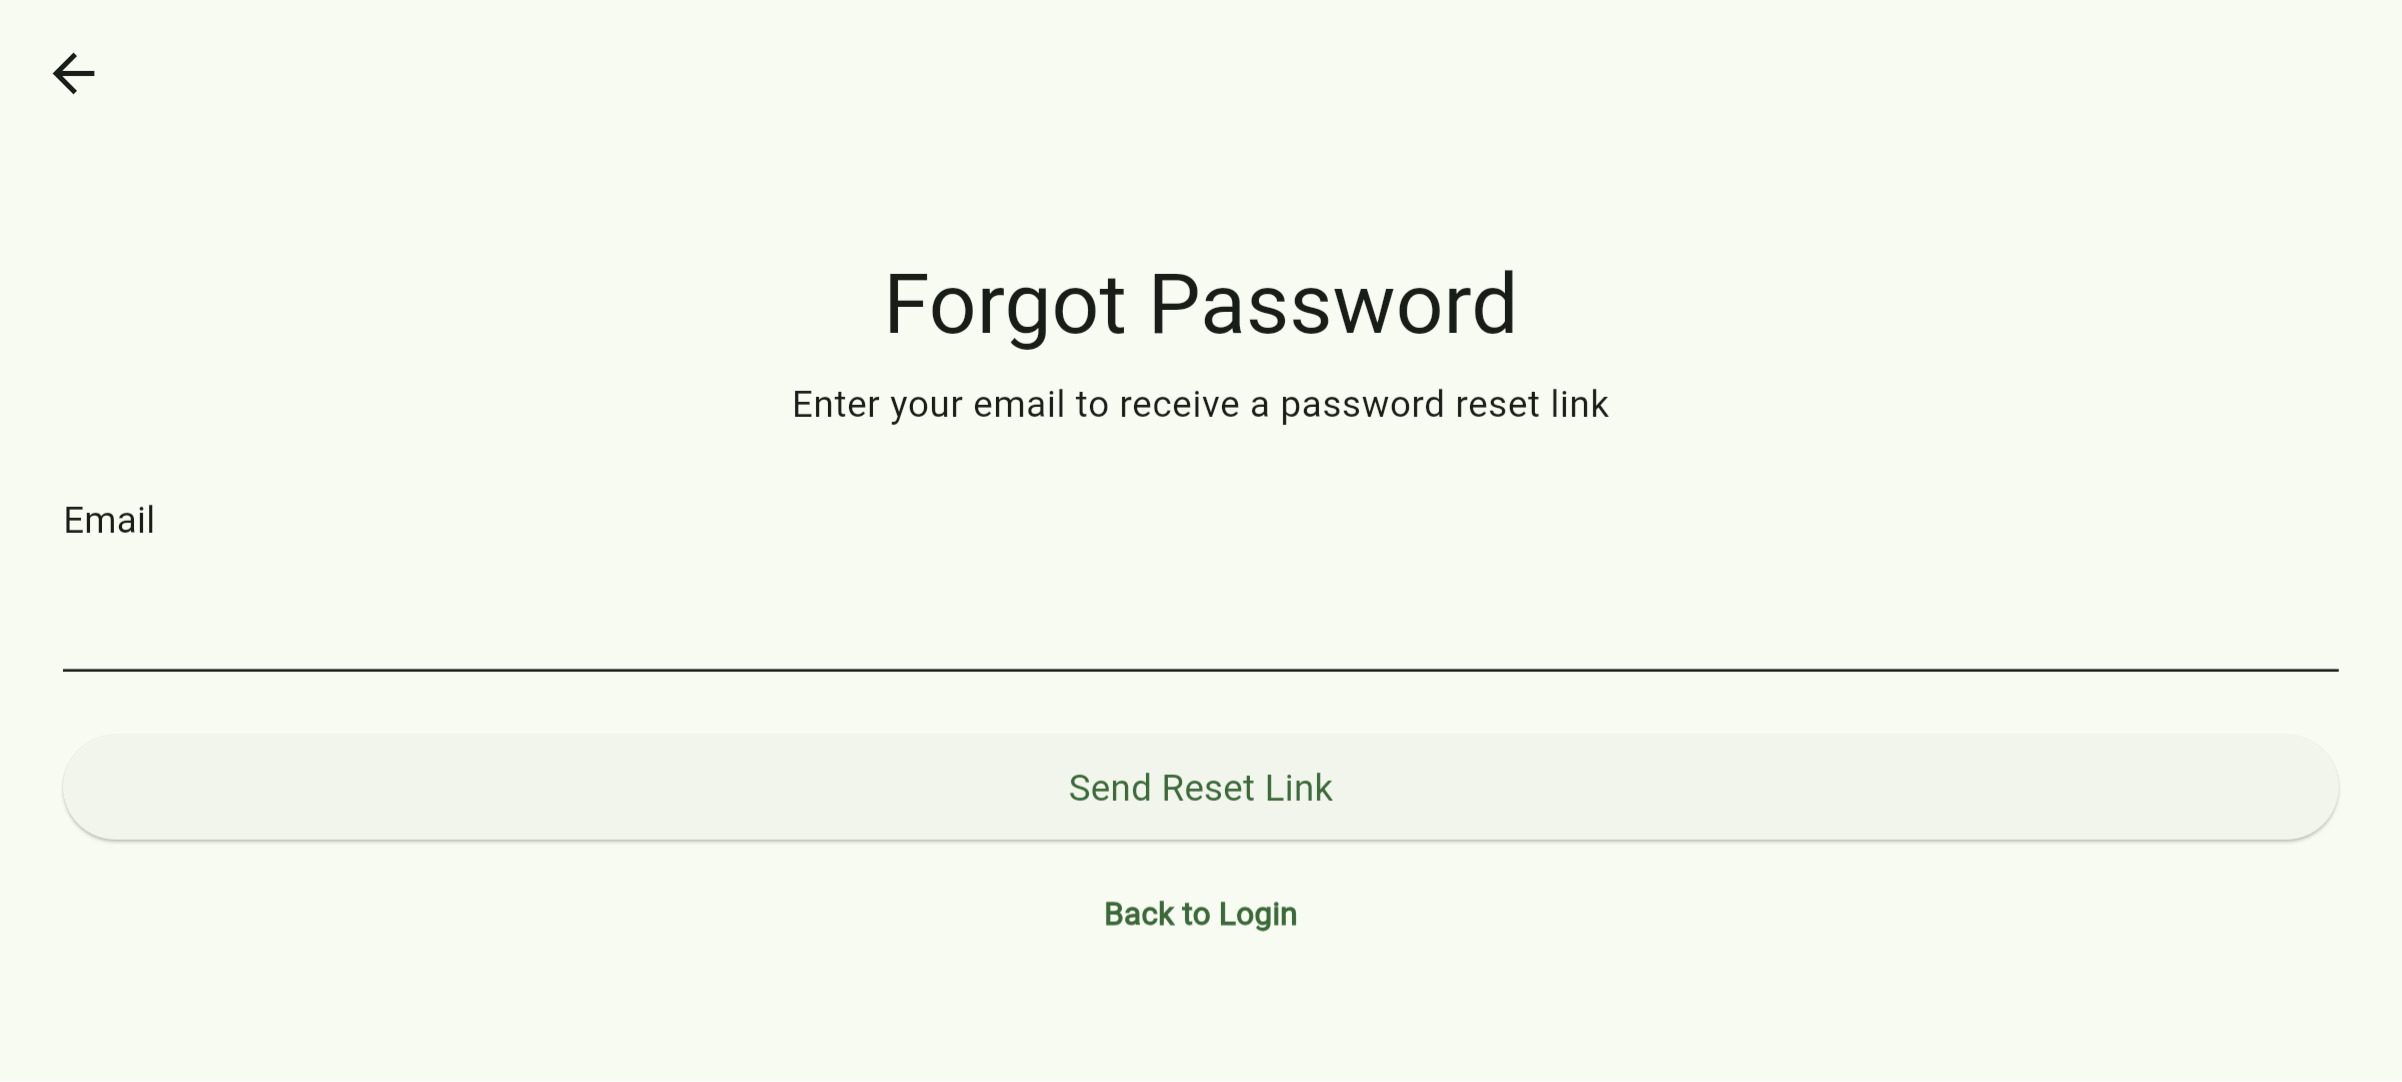 Forgot Password
Enter your email to receive a password reset link
Email
Send Reset Link
Back to Login